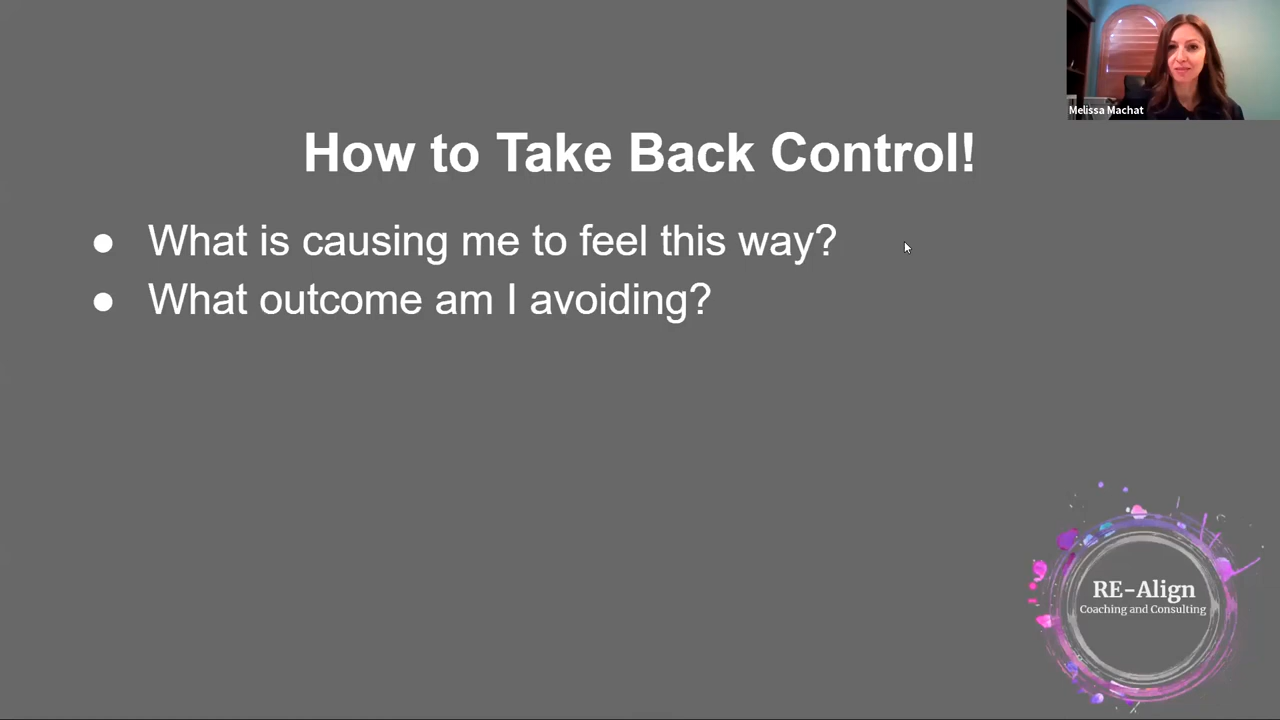 Melissa Machat
How to Take Back Control!
● What is causing me to feel this way?
● What outcome am I avoiding?
RE-Align
Coaching and Consulting